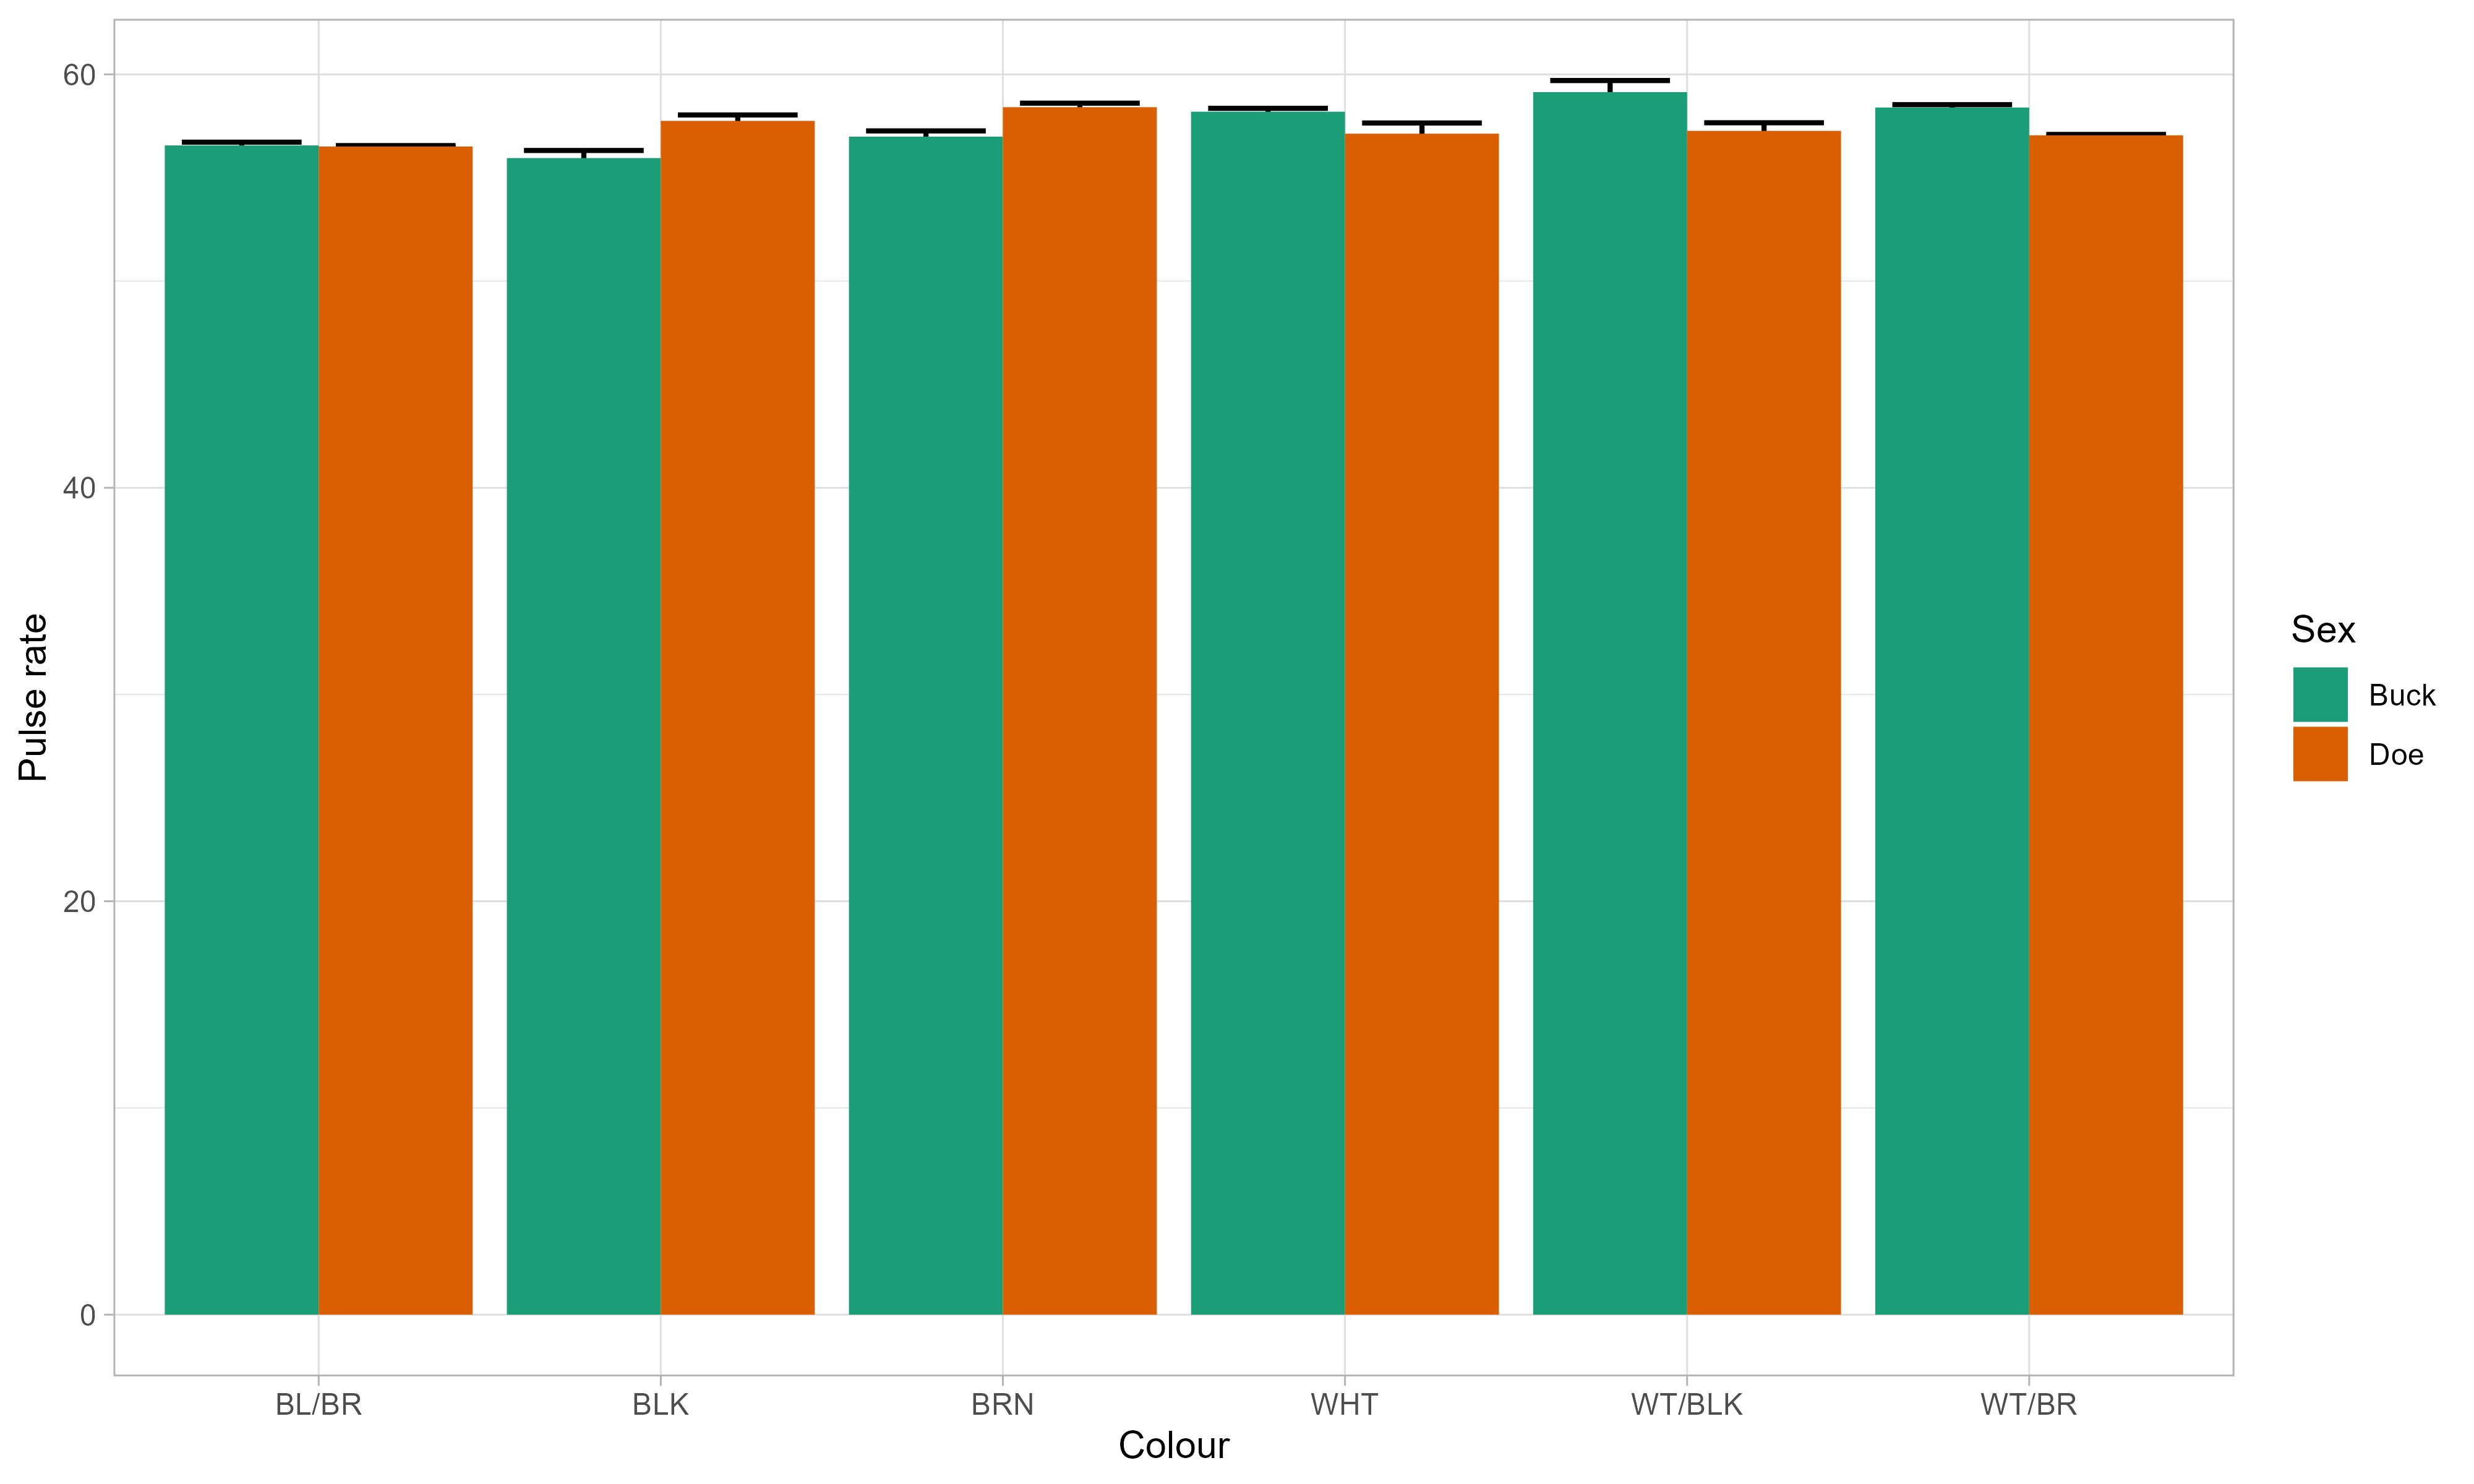 60
40
20
0
Pulse rate
BL/BR BLK BRN WHT WT/BLK WT/BR
Colour
Sex
Buck
Doe